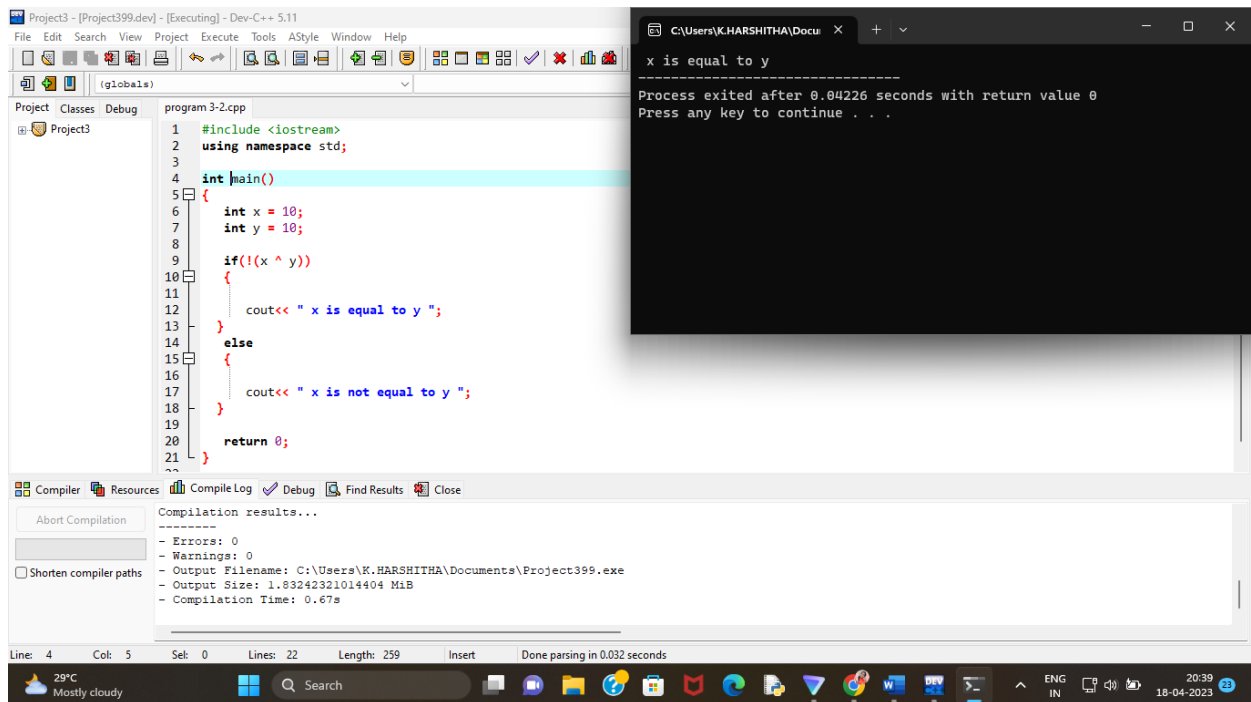 Project3 - [Project399.dev] - [Executing] - Dev-C++ 5.11
File Edit Search View Project Execute Tools AStyle Window Help
(globals)
Project Classes Debug
Project3
program 3-2.cpp
1 #include <iostream>
2 using namespace std;
3
4 int main()
5 {
6 int x = 10;
7 int y = 10;
8
9 if(!(x ^ y))
10 {
11
12 cout<< " x is equal to y ";
13 }
14 else
15 {
16
17 cout<< " x is not equal to y ";
18 }
19
20 return 0;
21 }
C:\Users\K.HARSHITHA\Docu
x is equal to y
--------------------------------
Process exited after 0.04226 seconds with return value 0
Press any key to continue . . .
Compiler Resources Compile Log Debug Find Results Close
Abort Compilation
Shorten compiler paths
Compilation results...
--------
- Errors: 0
- Warnings: 0
- Output Filename: C:\Users\K.HARSHITHA\Documents\Project399.exe
- Output Size: 1.83242321014404 MiB
- Compilation Time: 0.67s
Line: 4 Col: 5 Sel: 0 Lines: 22 Length: 259 Insert Done parsing in 0.032 seconds
29°C
Mostly cloudy
Search
DEV
ENG
IN
20:39
18-04-2023
23